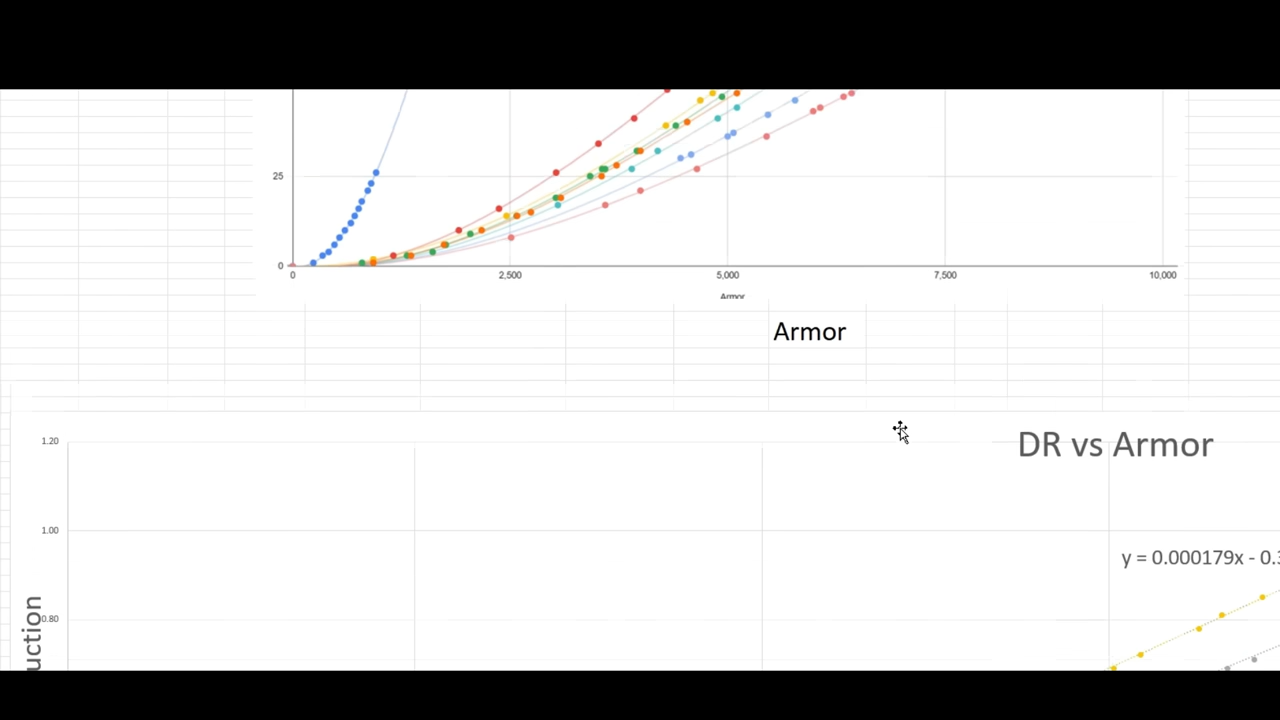 25
0
0 2,500 5,000 7,500 10,000
Armor
Armor
DR vs Armor
1.20
1.00
y = 0.000179x - 0.3
0.80
uction